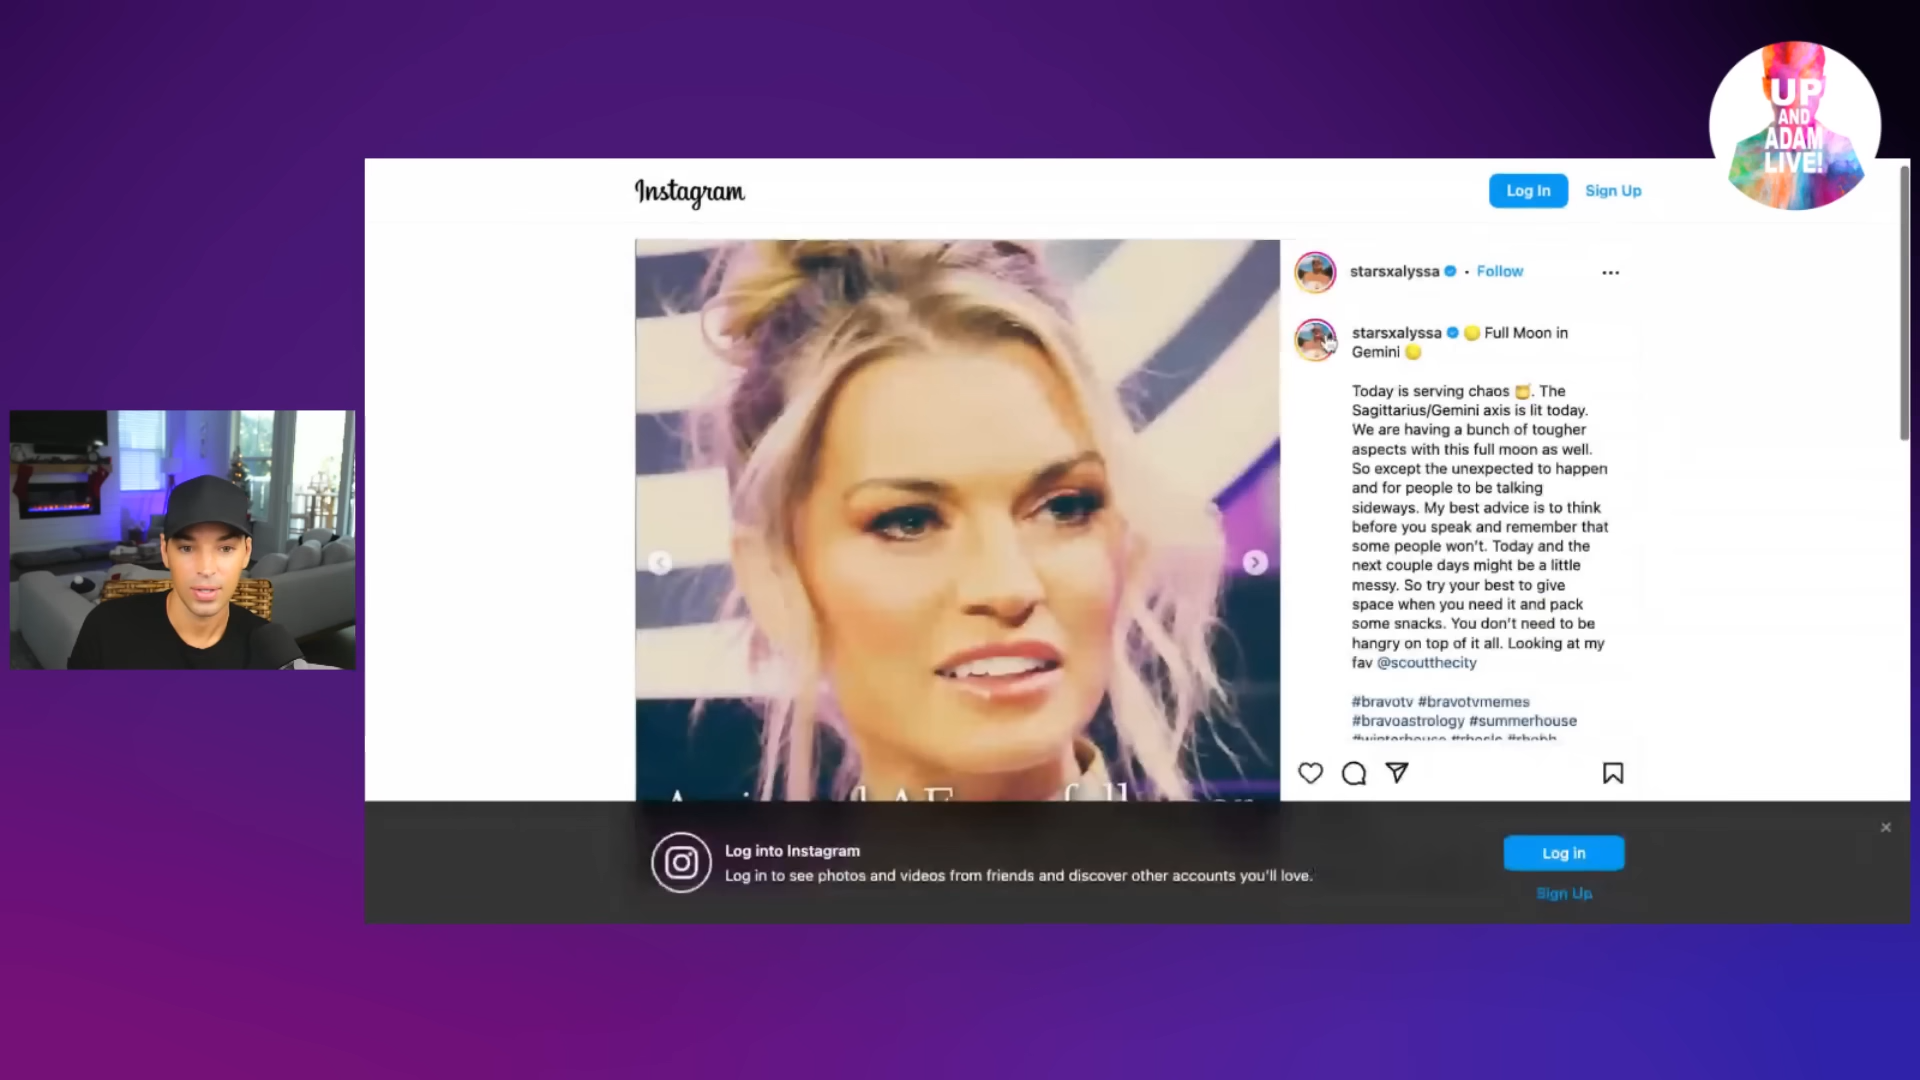 UP
AND
ADAM
LIVE!
Instagram
Log In
Sign Up
starsxalyssa • Follow
starsxalyssa 🟡 Full Moon in
Gemini 🟡
Today is serving chaos 🥃. The
Sagittarius/Gemini axis is lit today.
We are having a bunch of tougher
aspects with this full moon as well.
So except the unexpected to happen
and for people to be talking
sideways. My best advice is to think
before you speak and remember that
some people won't. Today and the
next couple days might be a little
messy. So try your best to give
space when you need it and pack
some snacks. You don't need to be
hangry on top of it all. Looking at my
fav @scoutthecity
#bravotv #bravotvmemes
#bravoastrology #summerhouse
#winterhouse #rhoslc #rhobh
Log into Instagram
Log in to see photos and videos from friends and discover other accounts you'll love.
Log in
Sign Up